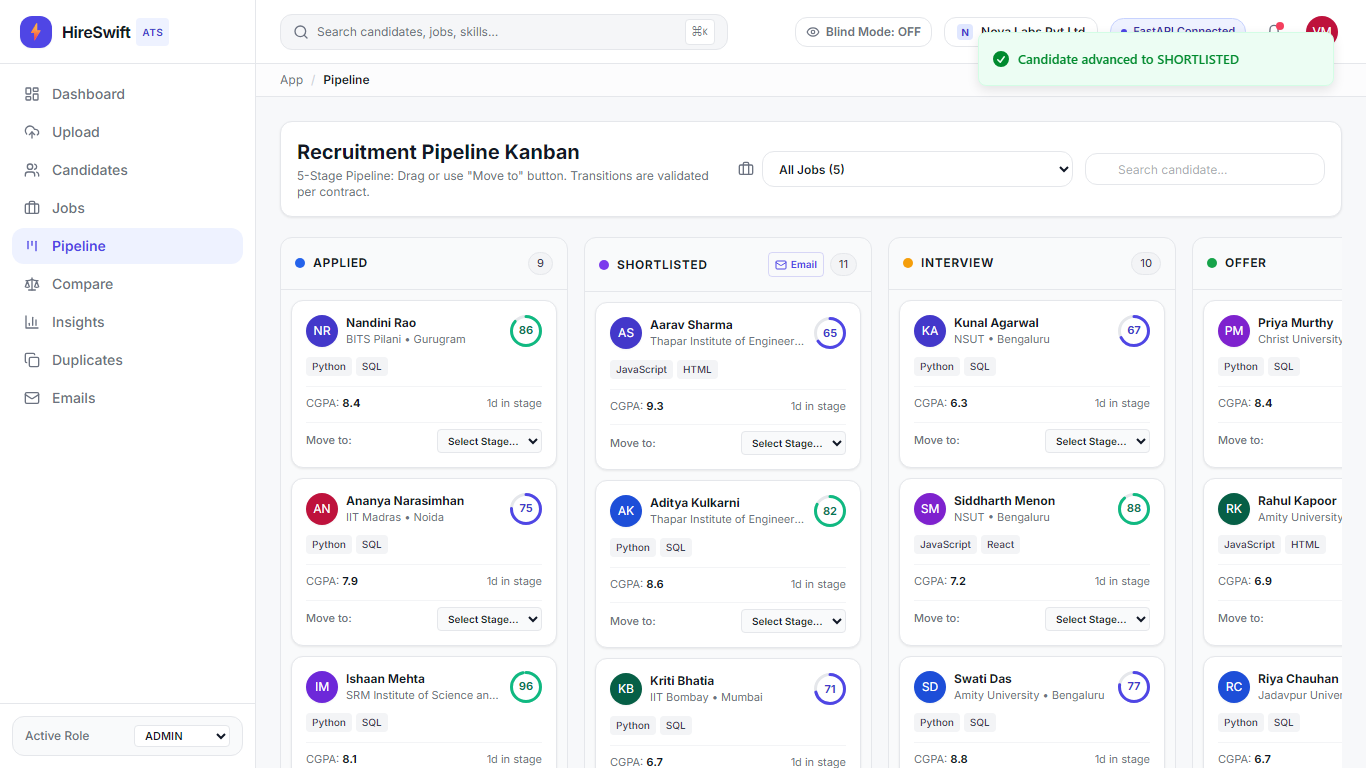 HireSwift ATS
Search candidates, jobs, skills...
⌘K
Blind Mode: OFF
N Nova Labs Pvt Ltd
FastAPI Connected
VM
Candidate advanced to SHORTLISTED
App / Pipeline
Dashboard
Upload
Candidates
Jobs
Pipeline
Compare
Insights
Duplicates
Emails
Active Role
ADMIN
Recruitment Pipeline Kanban
5-Stage Pipeline: Drag or use "Move to" button. Transitions are validated
per contract.
All Jobs (5)
Search candidate...
APPLIED
9
NR
Nandini Rao
BITS Pilani • Gurugram
86
Python SQL
CGPA: 8.4
1d in stage
Move to:
Select Stage...
AN
Ananya Narasimhan
IIT Madras • Noida
75
Python SQL
CGPA: 7.9
1d in stage
Move to:
Select Stage...
IM
Ishaan Mehta
SRM Institute of Science an...
96
Python SQL
CGPA: 8.1
1d in stage
SHORTLISTED
Email
11
AS
Aarav Sharma
Thapar Institute of Engineer...
65
JavaScript HTML
CGPA: 9.3
1d in stage
Move to:
Select Stage...
AK
Aditya Kulkarni
Thapar Institute of Engineer...
82
Python SQL
CGPA: 8.6
1d in stage
Move to:
Select Stage...
KB
Kriti Bhatia
IIT Bombay • Mumbai
71
Python SQL
CGPA: 6.7
1d in stage
INTERVIEW
10
KA
Kunal Agarwal
NSUT • Bengaluru
67
Python SQL
CGPA: 6.3
1d in stage
Move to:
Select Stage...
SM
Siddharth Menon
NSUT • Bengaluru
88
JavaScript React
CGPA: 7.2
1d in stage
Move to:
Select Stage...
SD
Swati Das
Amity University • Bengaluru
77
Python SQL
CGPA: 8.8
1d in stage
OFFER
PM
Priya Murthy
Christ University
Python SQL
CGPA: 8.4
Move to:
RK
Rahul Kapoor
Amity University
JavaScript HTML
CGPA: 6.9
Move to:
RC
Riya Chauhan
Jadavpur Univer
Python SQL
CGPA: 6.7